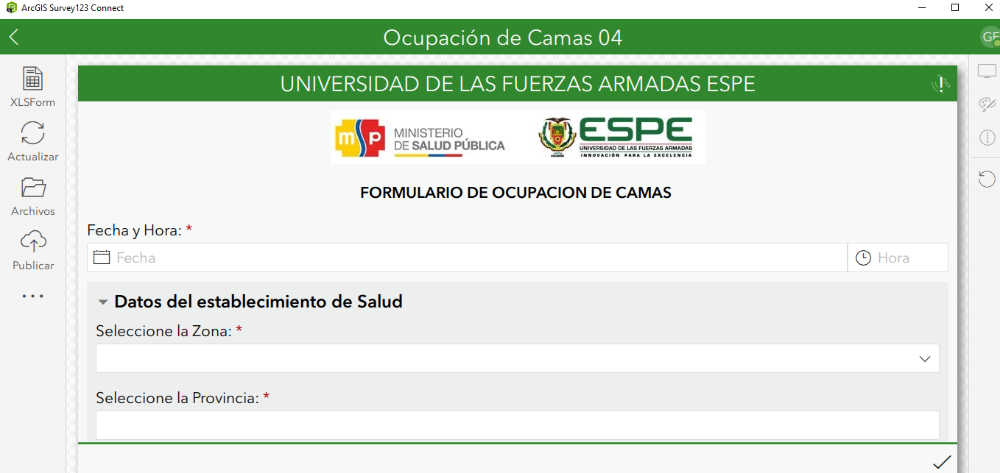 ArcGIS Survey123 Connect
Ocupación de Camas 04
GF
XLSForm
Actualizar
Archivos
Publicar
UNIVERSIDAD DE LAS FUERZAS ARMADAS ESPE
msp
MINISTERIO
DE SALUD PÚBLICA
ESPE
UNIVERSIDAD DE LAS FUERZAS ARMADAS
INNOVACIÓN PARA LA EXCELENCIA
ECUADOR
FORMULARIO DE OCUPACION DE CAMAS
Fecha y Hora: *
Fecha
Hora
Datos del establecimiento de Salud
Seleccione la Zona: *
Seleccione la Provincia: *